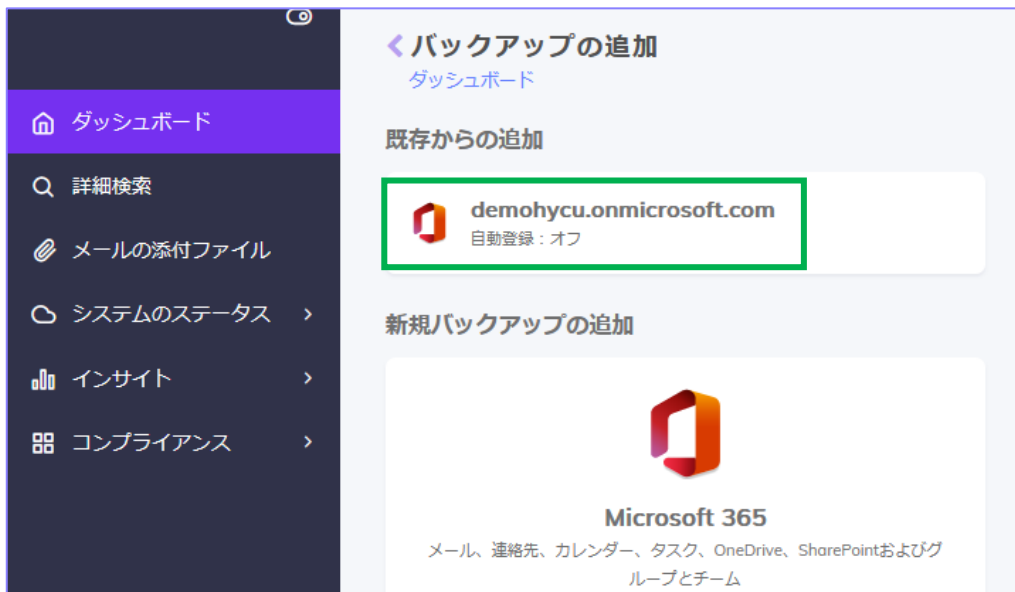 バックアップの追加
ダッシュボード
ダッシュボード
詳細検索
メールの添付ファイル
システムのステータス
インサイト
コンプライアンス
既存からの追加
demohycu.onmicrosoft.com
自動登録：オフ
新規バックアップの追加
Microsoft 365
メール、連絡先、カレンダー、タスク、OneDrive、SharePointおよびグ
ループとチーム